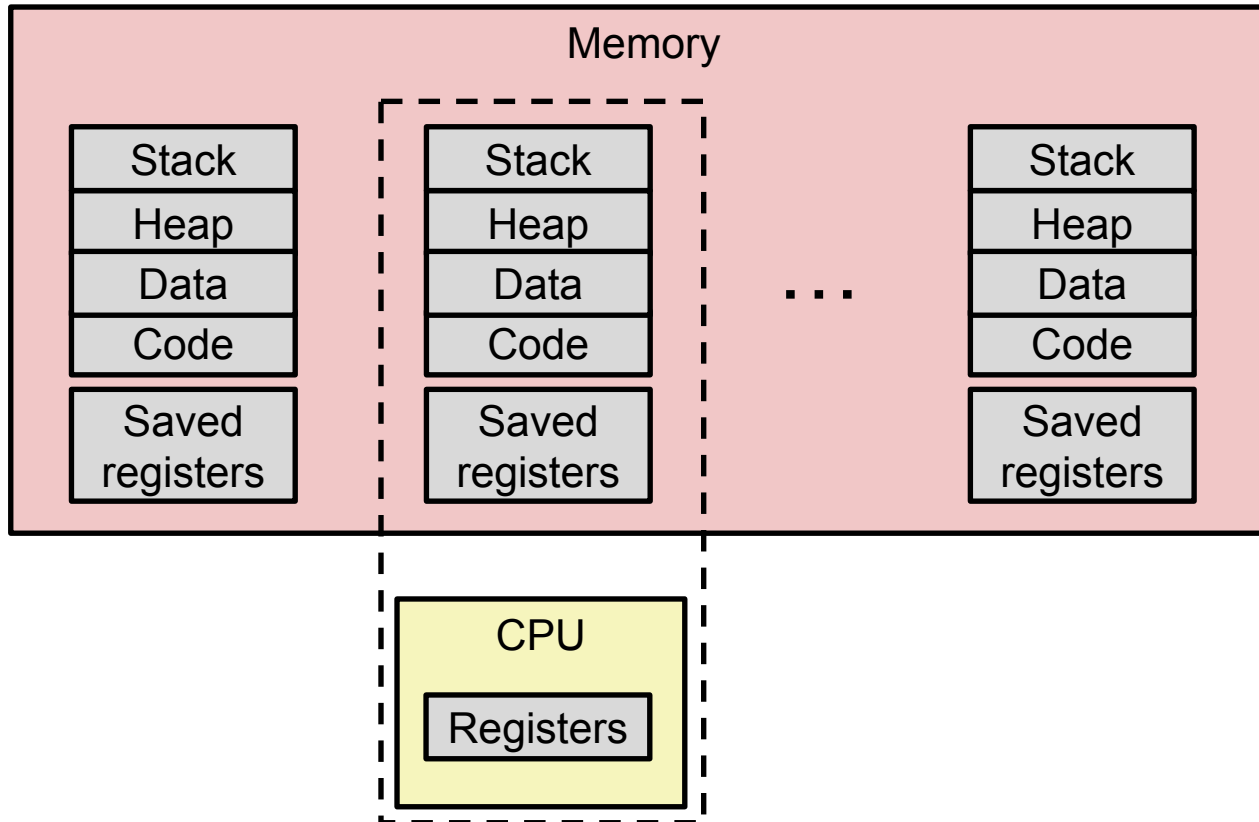 Memory
Stack
Heap
Data
Code
Saved
registers
Stack
Heap
Data
Code
Saved
registers
...
Stack
Heap
Data
Code
Saved
registers
CPU
Registers